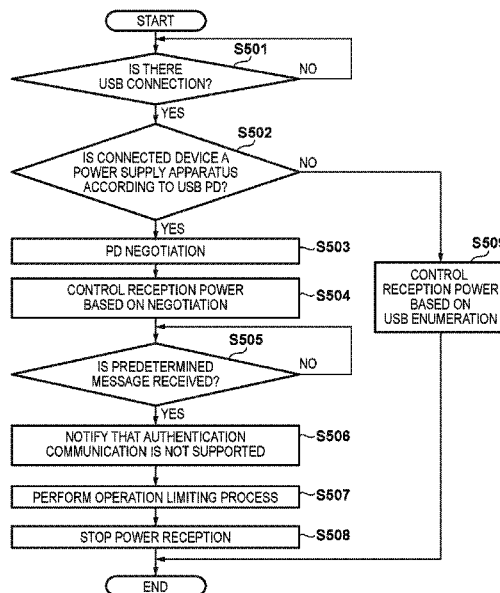 START
S501
IS THERE
USB CONNECTION?
NO
YES
S502
IS CONNECTED DEVICE A
POWER SUPPLY APPARATUS
ACCORDING TO USB PD?
NO
YES
S503
PD NEGOTIATION
S509
CONTROL
RECEPTION POWER
BASED ON
USB ENUMERATION
CONTROL RECEPTION POWER
BASED ON NEGOTIATION
S504
S505
IS PREDETERMINED
MESSAGE RECEIVED?
NO
YES
NOTIFY THAT AUTHENTICATION
COMMUNICATION IS NOT SUPPORTED
S506
PERFORM OPERATION LIMITING PROCESS
S507
STOP POWER RECEPTION
S508
END